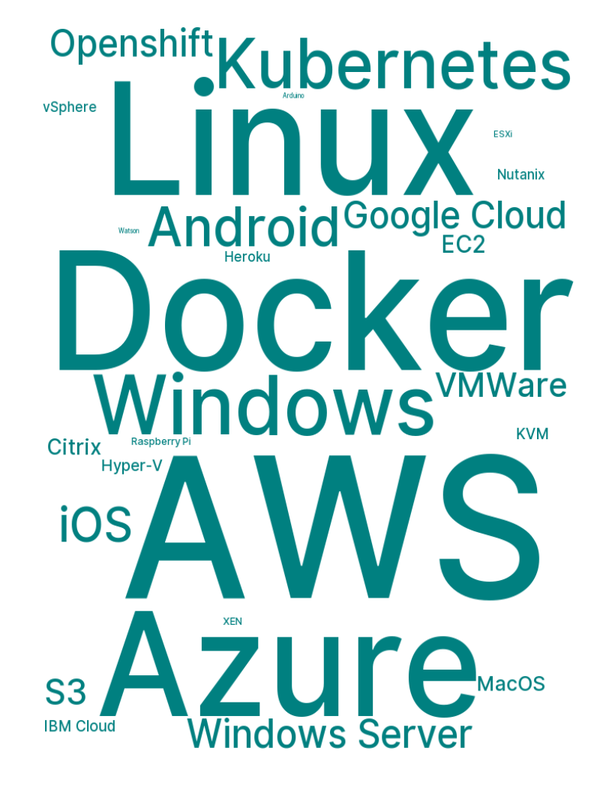 Openshift
Kubernetes
Arduino
vSphere
Linux
ESXi
Nutanix
Google Cloud
Android
Watson
EC2
Heroku
Docker
Windows
VMWare
KVM
Raspberry Pi
Citrix
Hyper-V
AWS
iOS
Azure
XEN
MacOS
S3
IBM Cloud
Windows Server